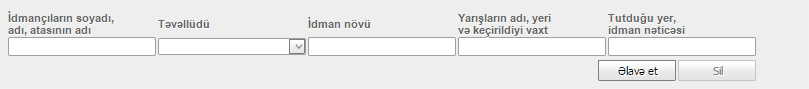 İdmançıların soyadı,
adı, atasının adı
Təvəllüdü
İdman növü
Yarışların adı, yeri
və keçirildiyi vaxt
Tutduğu yer,
idman nəticəsi
Əlavə et
Sil